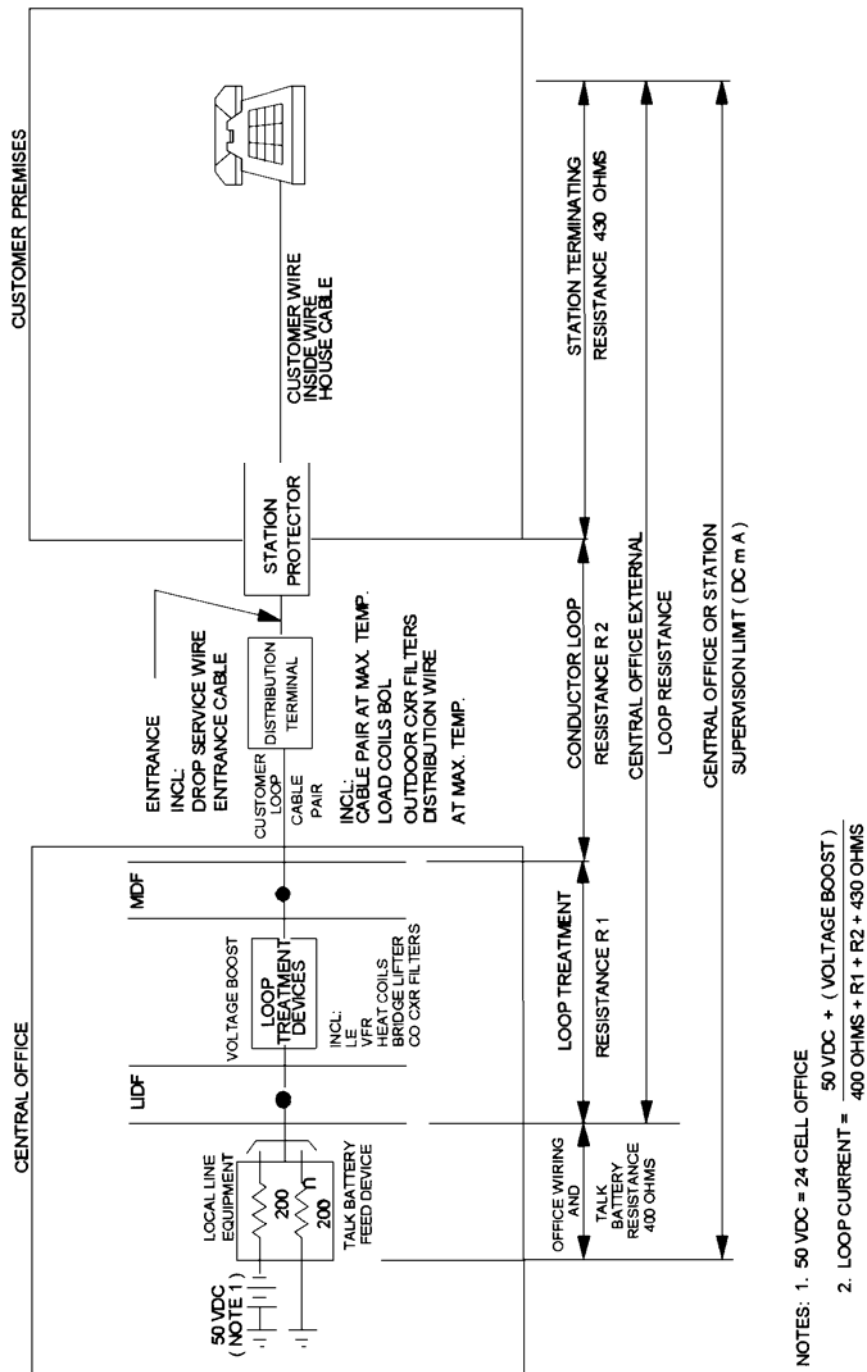 CENTRAL OFFICE
CUSTOMER PREMISES
LOCAL LINE
EQUIPMENT
200
n
200
TALK BATTERY
FEED DEVICE
50 VDC
( NOTE 1 )
LIDF
VOLTAGE BOOST
LOOP
TREATMENT
DEVICES
INCL:
LE
VFR
HEAT COILS
BRIDGE LIFTER
CO CXR FILTERS
MDF
ENTRANCE
INCL:
DROP SERVICE WIRE
ENTRANCE CABLE
CUSTOMER
LOOP
CABLE
PAIR
DISTRIBUTION
TERMINAL
INCL:
CABLE PAIR AT MAX. TEMP.
LOAD COILS BOL
OUTDOOR CXR FILTERS
DISTRIBUTION WIRE
AT MAX. TEMP.
STATION
PROTECTOR
CUSTOMER WIRE
INSIDE WIRE
HOUSE CABLE
OFFICE WIRING
AND
TALK
BATTERY
RESISTANCE
400 OHMS
LOOP TREATMENT
RESISTANCE R 1
CONDUCTOR LOOP
RESISTANCE R 2
STATION TERMINATING
RESISTANCE 430 OHMS
CENTRAL OFFICE EXTERNAL
LOOP RESISTANCE
CENTRAL OFFICE OR STATION
SUPERVISION LIMIT ( DC m A )
NOTES: 1. 50 VDC = 24 CELL OFFICE
2. LOOP CURRENT = 50 VDC + ( VOLTAGE BOOST )
400 OHMS + R1 + R2 + 430 OHMS